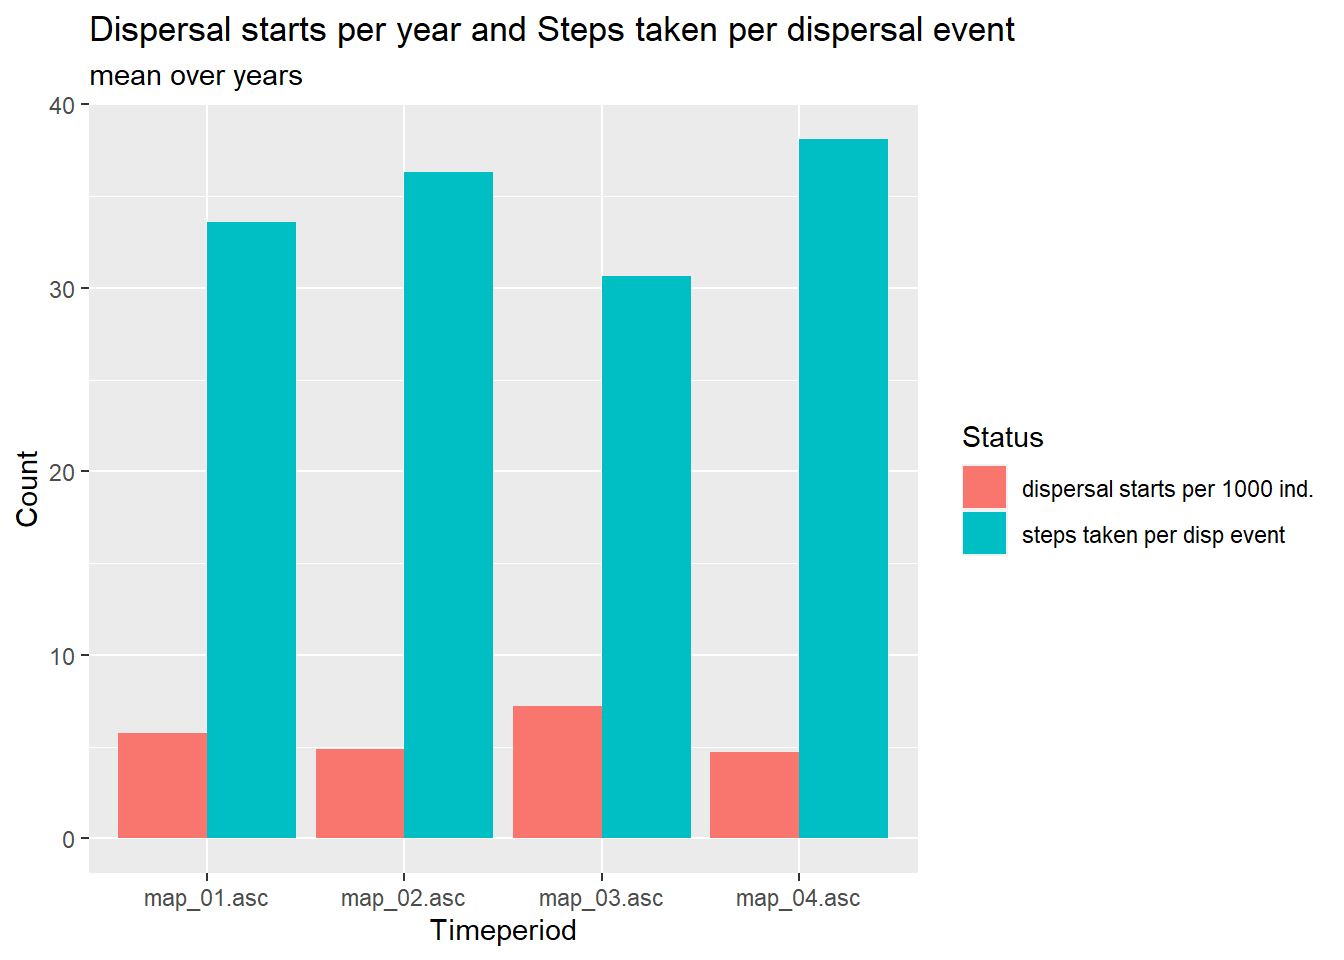 Dispersal starts per year and Steps taken per dispersal event
mean over years
40
30
20
10
0
Count
map_01.asc map_02.asc map_03.asc map_04.asc
Timeperiod
Status
dispersal starts per 1000 ind.
steps taken per disp event